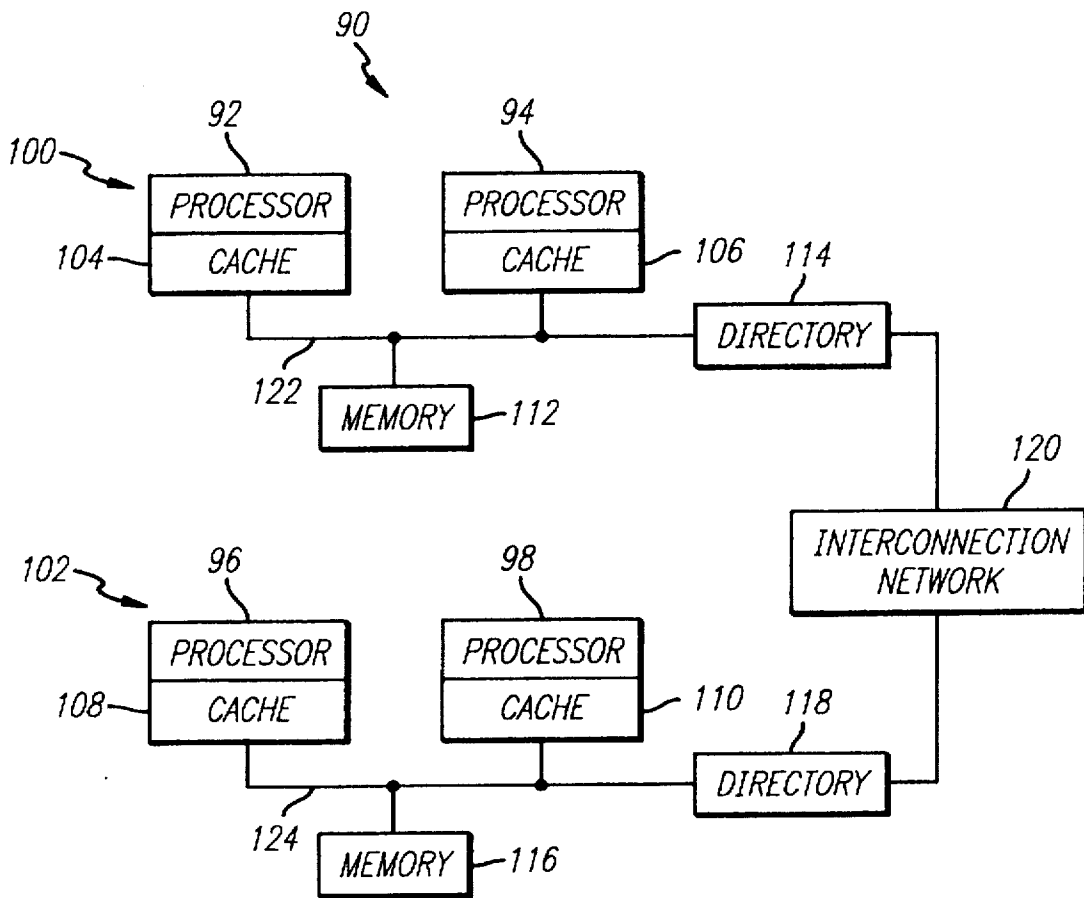 90
92
94
100
PROCESSOR
PROCESSOR
104
CACHE
CACHE
106
114
DIRECTORY
122
MEMORY
112
120
INTERCONNECTION
NETWORK
96
98
102
PROCESSOR
PROCESSOR
108
CACHE
CACHE
110
118
DIRECTORY
124
MEMORY
116